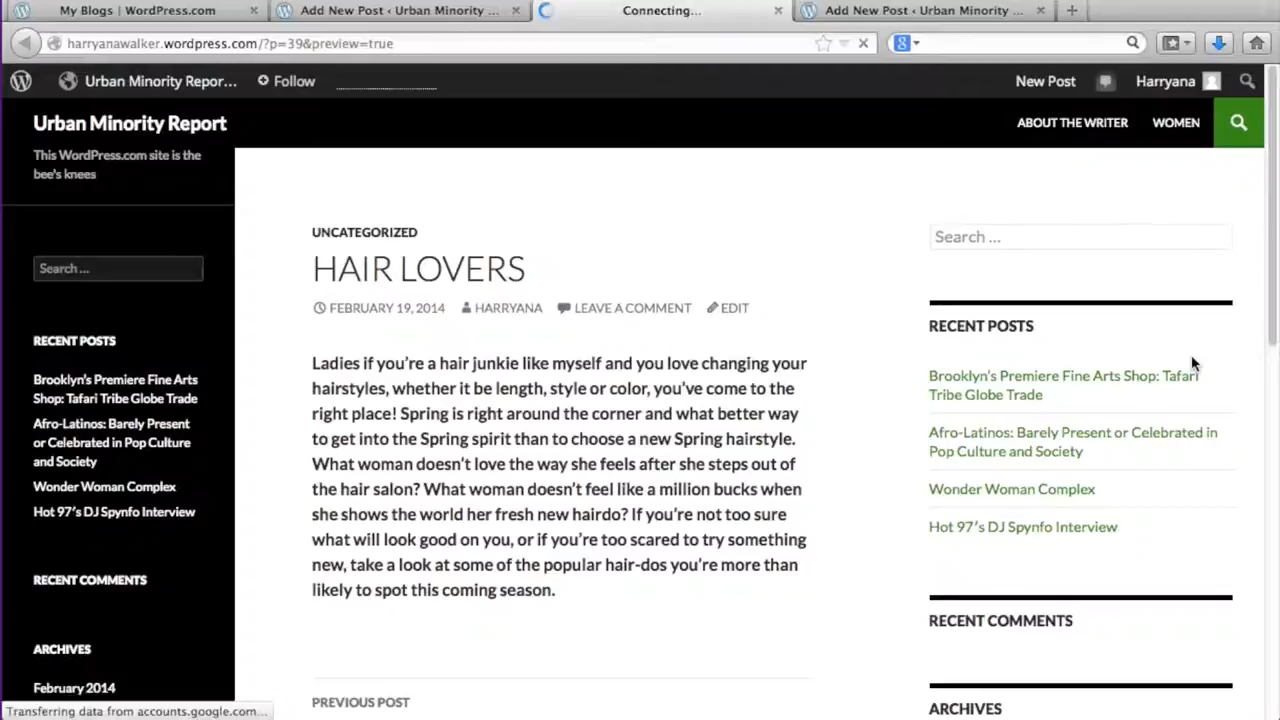 My Blogs | WordPress.com
Add New Post ‹ Urban Minority ...
Connecting...
Add New Post ‹ Urban Minority ...
harryanawalker.wordpress.com/?p=39&preview=true
Urban Minority Repor...
Follow
New Post
Harryana
Urban Minority Report
ABOUT THE WRITER
WOMEN
This WordPress.com site is the
bee's knees
Search ...
RECENT POSTS
Brooklyn's Premiere Fine Arts
Shop: Tafari Tribe Globe Trade
Afro-Latinos: Barely Present
or Celebrated in Pop Culture
and Society
Wonder Woman Complex
Hot 97's DJ Spynfo Interview
RECENT COMMENTS
ARCHIVES
February 2014
UNCATEGORIZED
HAIR LOVERS
FEBRUARY 19, 2014 HARRYANA LEAVE A COMMENT EDIT
Ladies if you're a hair junkie like myself and you love changing your
hairstyles, whether it be length, style or color, you've come to the
right place! Spring is right around the corner and what better way
to get into the Spring spirit than to choose a new Spring hairstyle.
What woman doesn't love the way she feels after she steps out of
the hair salon? What woman doesn't feel like a million bucks when
she shows the world her fresh new hairdo? If you're not too sure
what will look good on you, or if you're too scared to try something
new, take a look at some of the popular hair-dos you're more than
likely to spot this coming season.
PREVIOUS POST
Search ...
RECENT POSTS
Brooklyn's Premiere Fine Arts Shop: Tafari
Tribe Globe Trade
Afro-Latinos: Barely Present or Celebrated in
Pop Culture and Society
Wonder Woman Complex
Hot 97's DJ Spynfo Interview
RECENT COMMENTS
ARCHIVES
Transferring data from accounts.google.com...